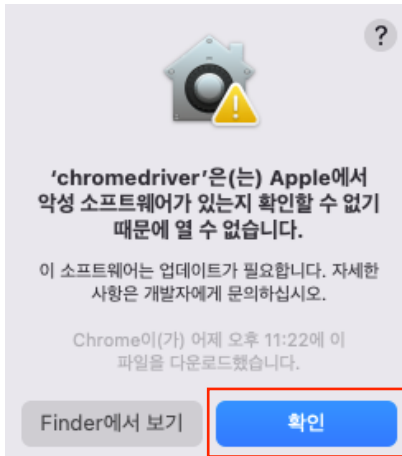 ?
'chromedriver'은(는) Apple에서
악성 소프트웨어가 있는지 확인할 수 없기
때문에 열 수 없습니다.
이 소프트웨어는 업데이트가 필요합니다. 자세한
사항은 개발자에게 문의하십시오.
Chrome이(가) 어제 오후 11:22에 이
파일을 다운로드했습니다.
Finder에서 보기
확인